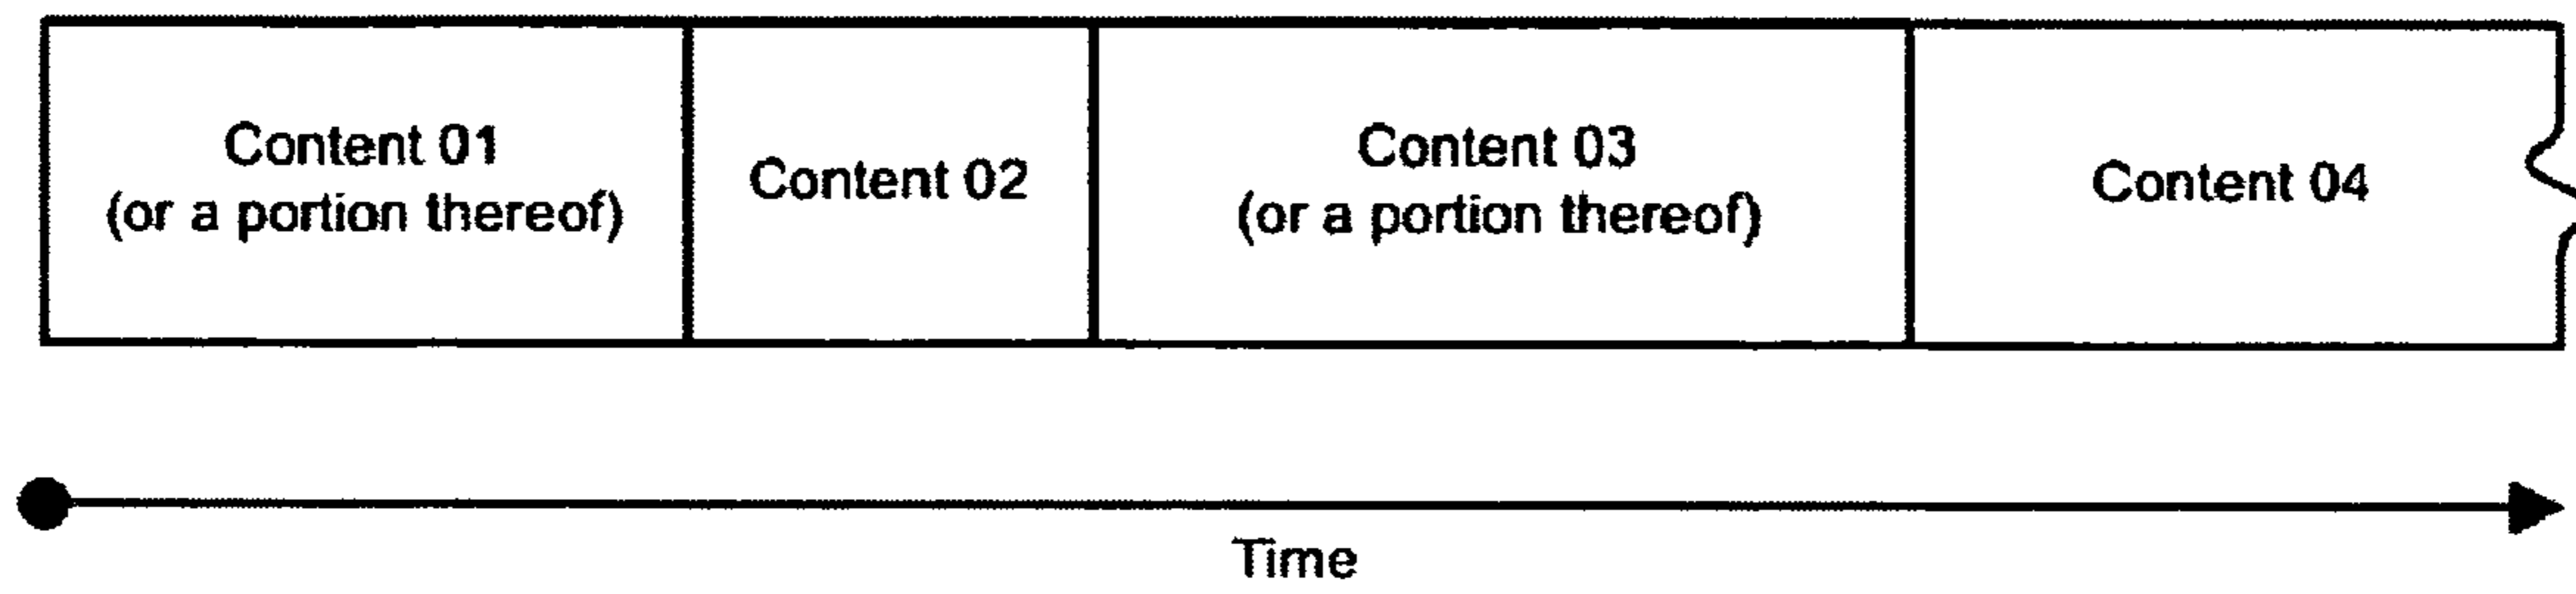 Content 01
(or a portion thereof)
Content 02
Content 03
(or a portion thereof)
Content 04
Time